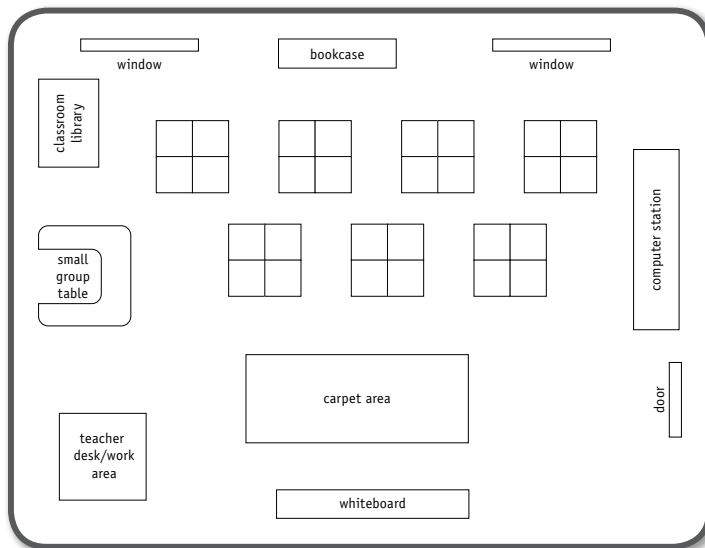 bookcase
window
window
classroom
library
small
group
table
computer station
carpet area
door
teacher
desk/work
area
whiteboard